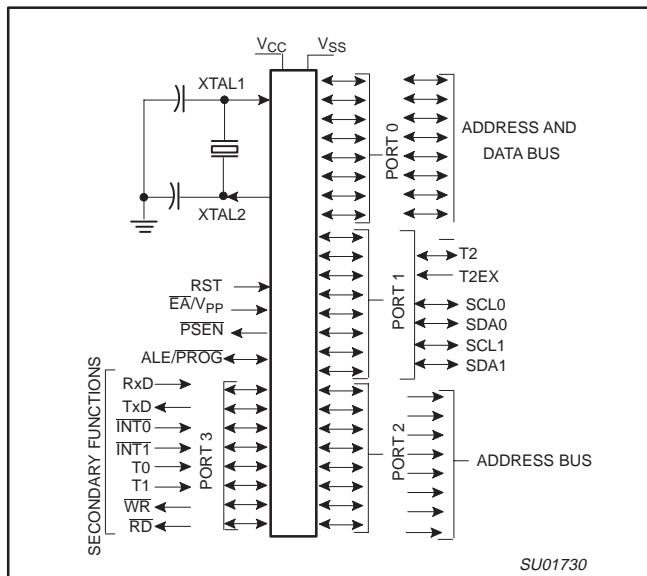 VCC VSS
XTAL1
XTAL2
PORT 0
ADDRESS AND
DATA BUS
RST
EA/VPP
PSEN
ALE/PROG
PORT 1
T2
T2EX
SCL0
SDA0
SCL1
SDA1
SECONDARY FUNCTIONS
RxD
TxD
INT0
INT1
T0
T1
WR
RD
PORT 3
PORT 2
ADDRESS BUS
SU01730